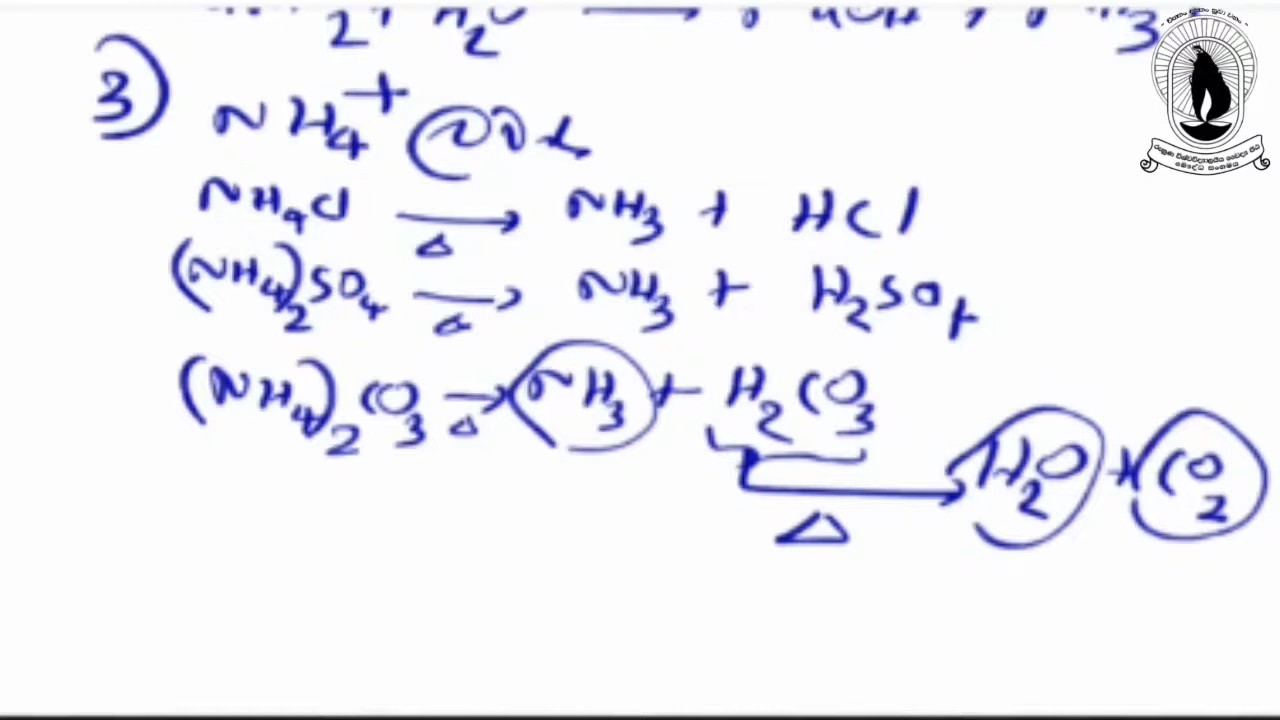 3) NH4+ ලවණ
NH4Cl →Δ NH3 + HCl
(NH4)2SO4 →Δ NH3 + H2SO4
(NH4)2CO3 →Δ NH3 + H2CO3
Δ→ H2O + CO2